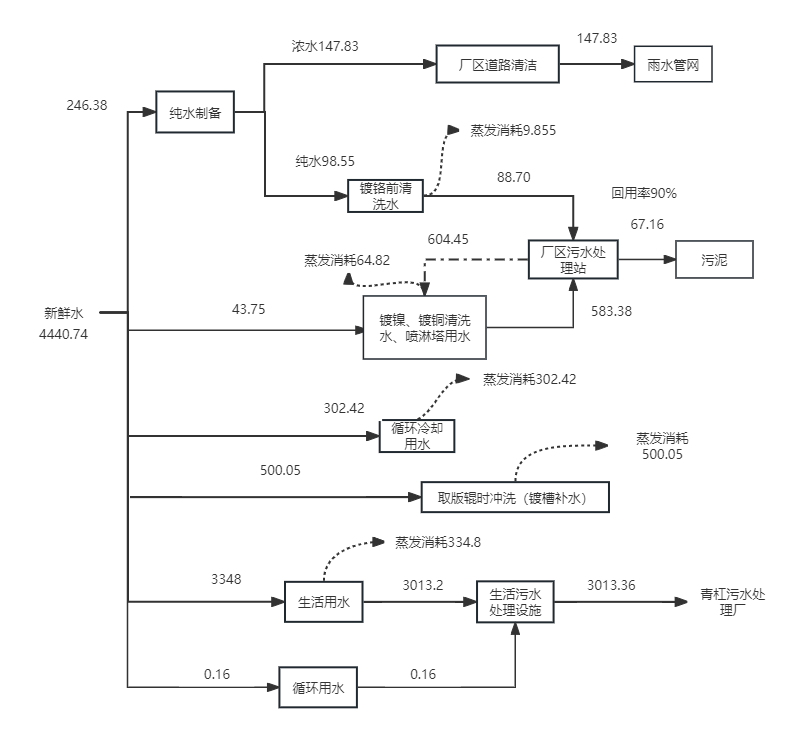 浓水147.83
147.83
厂区道路清洁
雨水管网
246.38
纯水制备
蒸发消耗9.855
纯水98.55
88.70
镀铬前清
洗水
回用率90%
67.16
604.45
厂区污水处
理站
污泥
蒸发消耗64.82
新鲜水
4440.74
43.75
镀镍、镀铜清洗
水、喷淋塔用水
583.38
蒸发消耗302.42
302.42
循环冷却
用水
蒸发消耗
500.05
500.05
取版辊时冲洗（镀槽补水）
蒸发消耗334.8
3348
生活用水
3013.2
生活污水
处理设施
3013.36
青杠污水处
理厂
0.16
循环用水
0.16